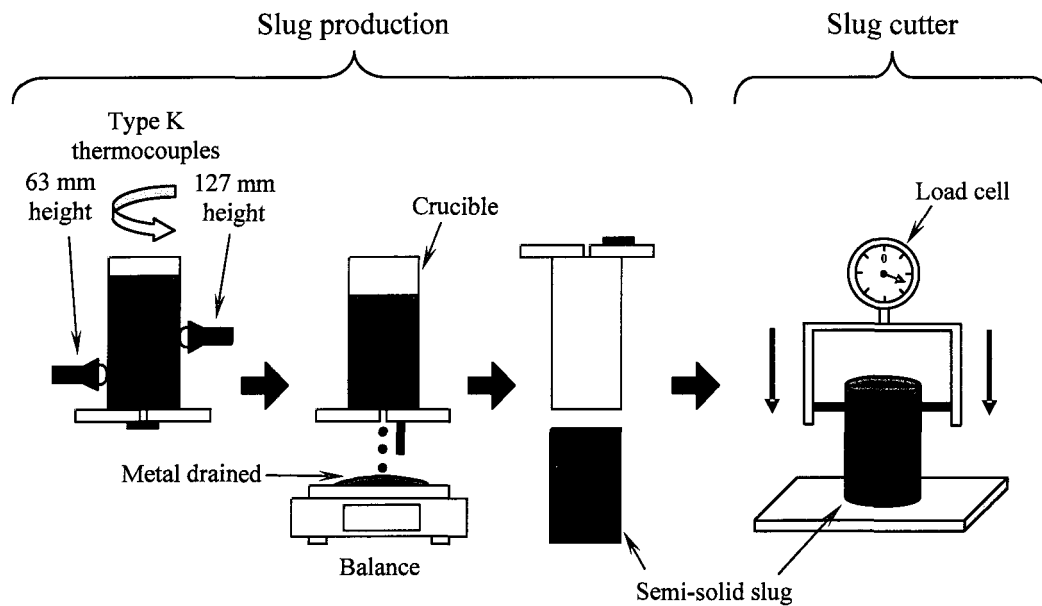 Slug production
Slug cutter
Type K
thermocouples
63 mm
height
127 mm
height
Crucible
Load cell
0
Metal drained
Balance
Semi-solid slug